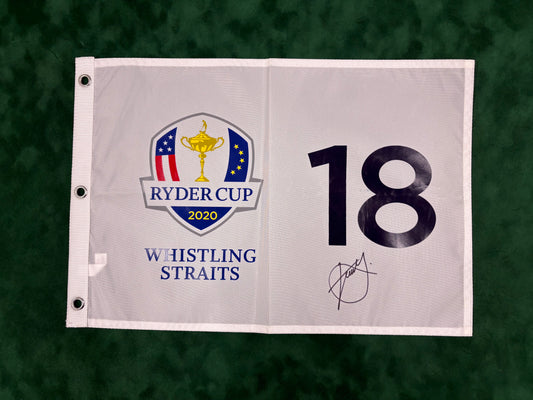 RYDER CUP
2020
WHISTLING
STRAITS
18